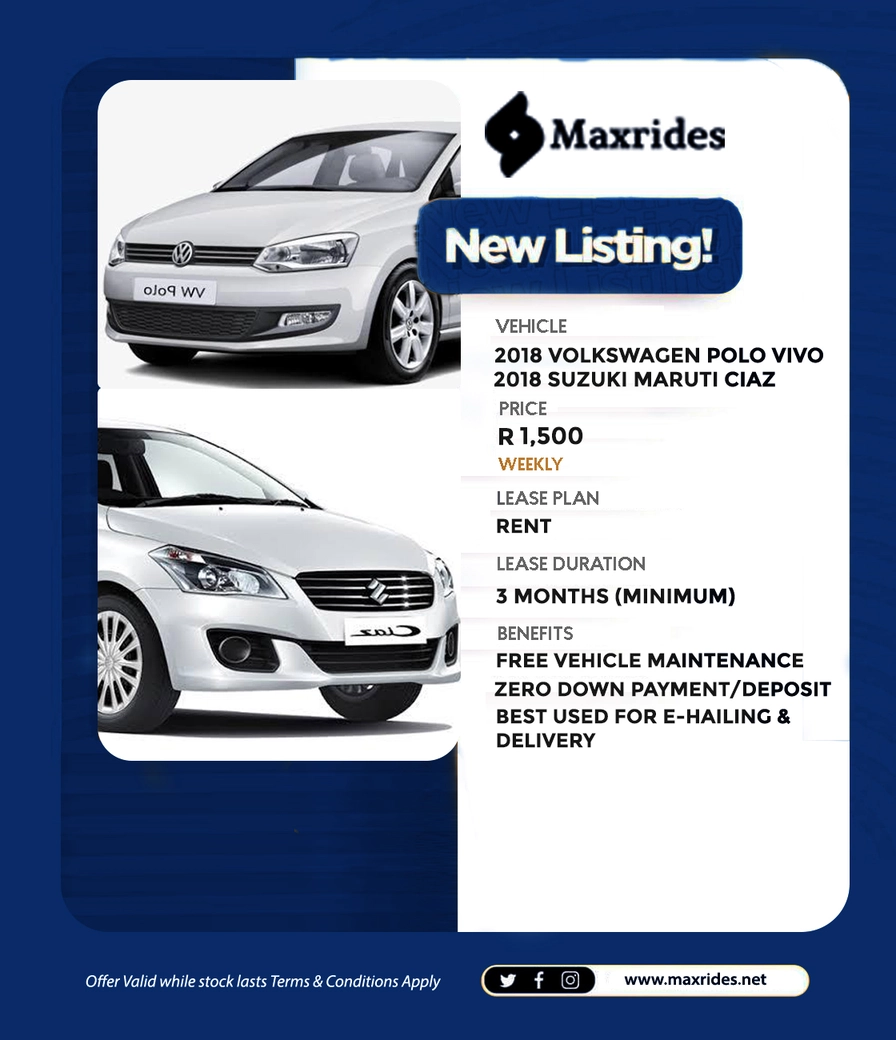 Maxrides
New Listing!
VW Polo
VEHICLE
2018 VOLKSWAGEN POLO VIVO
2018 SUZUKI MARUTI CIAZ
PRICE
R 1,500
WEEKLY
LEASE PLAN
RENT
LEASE DURATION
3 MONTHS (MINIMUM)
Ciaz
BENEFITS
FREE VEHICLE MAINTENANCE
ZERO DOWN PAYMENT/DEPOSIT
BEST USED FOR E-HAILING &
DELIVERY
Offer Valid while stock lasts Terms & Conditions Apply
www.maxrides.net